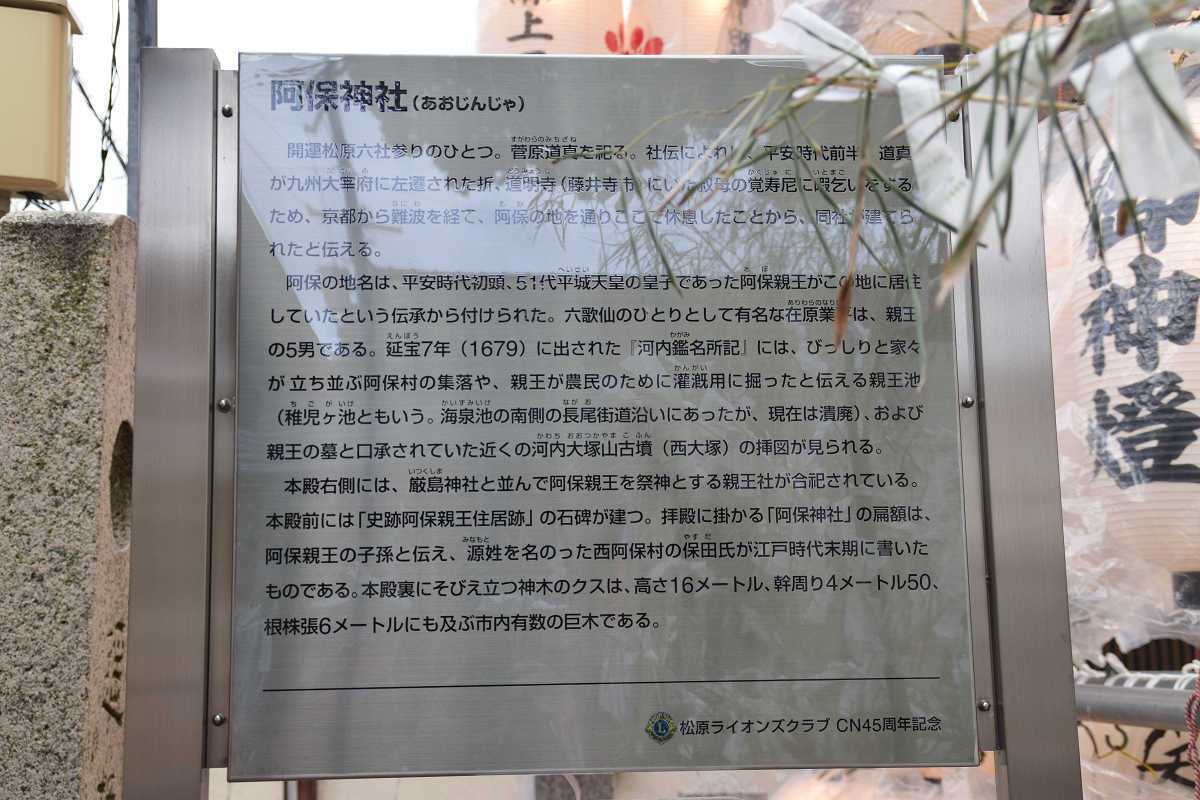 阿保神社(あおじんじゃ)
開運松原六社参りのひとつ。菅原道真を祀る。社伝によれば、平安時代前半、道真
が九州大宰府に左遷された折、道明寺(藤井寺市)にいた叔母の覚寿尼に暇乞いをする
ため、京都から難波を経て、阿保の地を通りここで休息したことから、同社が建てら
れたと伝える。
阿保の地名は、平安時代初頭、51代平城天皇の皇子であった阿保親王がこの地に居住
していたという伝承から付けられた。六歌仙のひとりとして有名な在原業平は、親王
の5男である。延宝7年(1679)に出された『河内鑑名所記』には、びっしりと家々
が立ち並ぶ阿保村の集落や、親王が農民のために灌漑用に掘ったと伝える親王池
(稚児ヶ池ともいう。海泉池の南側の長尾街道沿いにあったが、現在は潰廃)、および
親王の墓と口承されていた近くの河内大塚山古墳(西大塚)の挿図が見られる。
本殿右側には、厳島神社と並んで阿保親王を祭神とする親王社が合祀されている。
本殿前には「史跡阿保親王住居跡」の石碑が建つ。拝殿に掛かる「阿保神社」の扁額は、
阿保親王の子孫と伝え、源姓を名のった西阿保村の保田氏が江戸時代末期に書いた
ものである。本殿裏にそびえ立つ神木のクスは、高さ16メートル、幹周り4メートル50、
根株張6メートルにも及ぶ市内有数の巨木である。
松原ライオンズクラブ CN45周年記念
御神燈